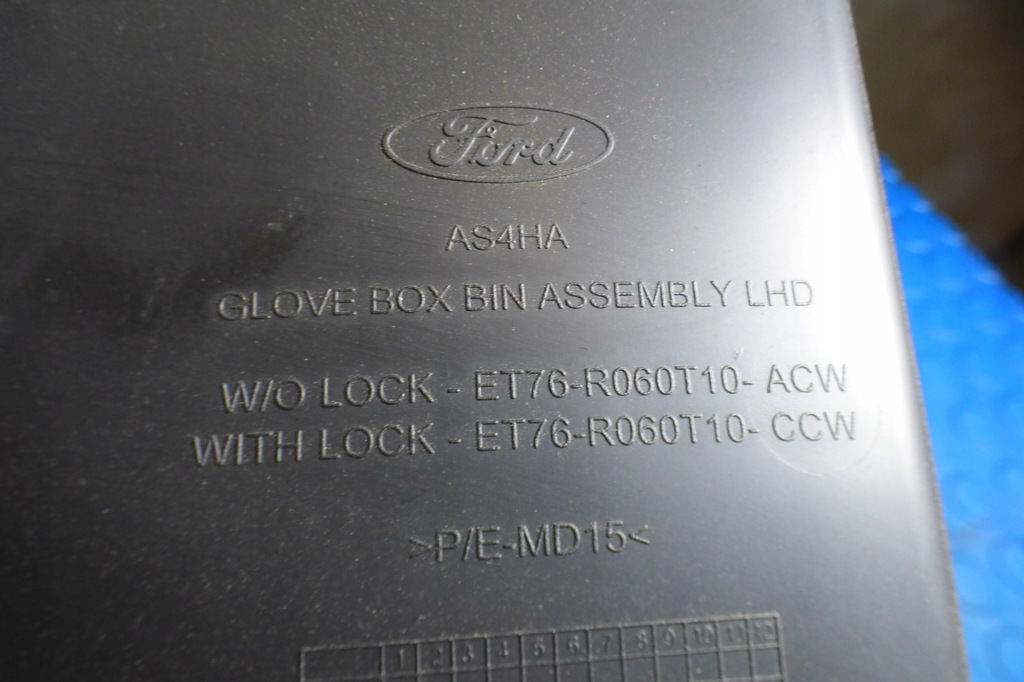 Ford
AS4HA
GLOVE BOX BIN ASSEMBLY LHD
W/O LOCK - ET76-R060T10- ACW
WITH LOCK - ET76-R060T10- CCW
>P/E-MD15<
1 2 3 4 5 6 7 8 9 10 11 12